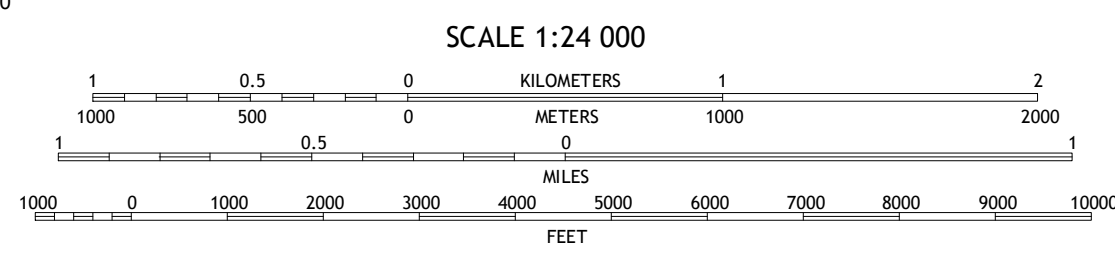 0
SCALE 1:24 000
1 0.5 0 KILOMETERS 1 2
1000 500 0 METERS 1000 2000
1 0.5 0 1
MILES
1000 0 1000 2000 3000 4000 5000 6000 7000 8000 9000 10000
FEET